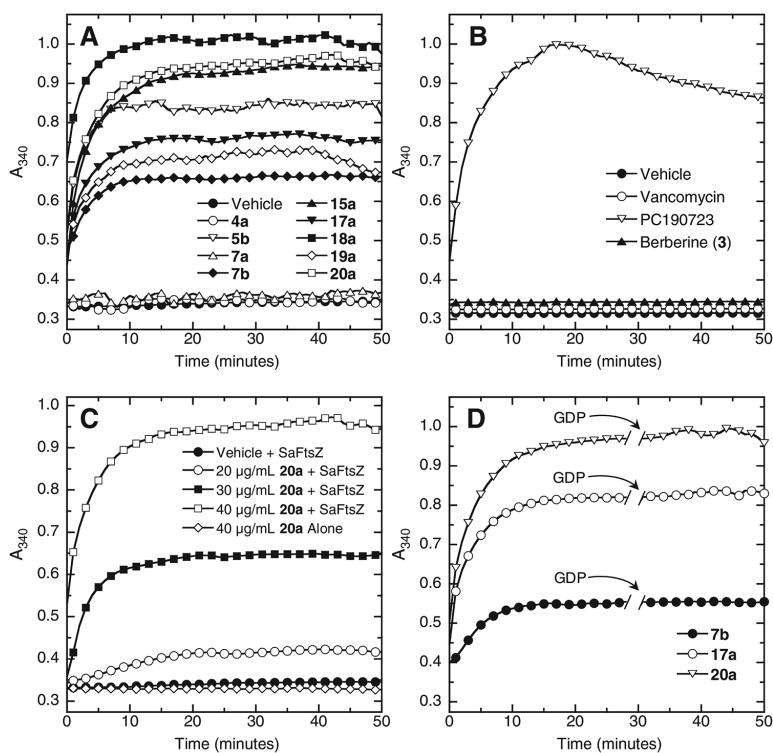 A
1.0
0.9
0.8
0.7
0.6
0.5
0.4
0.3
A340
Vehicle
4a
5b
7a
7b
15a
17a
18a
19a
20a
0 10 20 30 40 50
Time (minutes)
B
1.0
0.9
0.8
0.7
0.6
0.5
0.4
0.3
A340
Vehicle
Vancomycin
PC190723
Berberine (3)
0 10 20 30 40 50
Time (minutes)
C
1.0
0.9
0.8
0.7
0.6
0.5
0.4
0.3
A340
Vehicle + SaFtsZ
20 µg/mL 20a + SaFtsZ
30 µg/mL 20a + SaFtsZ
40 µg/mL 20a + SaFtsZ
40 µg/mL 20a Alone
0 10 20 30 40 50
Time (minutes)
D
1.0
0.9
0.8
0.7
0.6
0.5
0.4
0.3
A340
GDP
GDP
GDP
7b
17a
20a
0 10 20 30 40 50
Time (minutes)